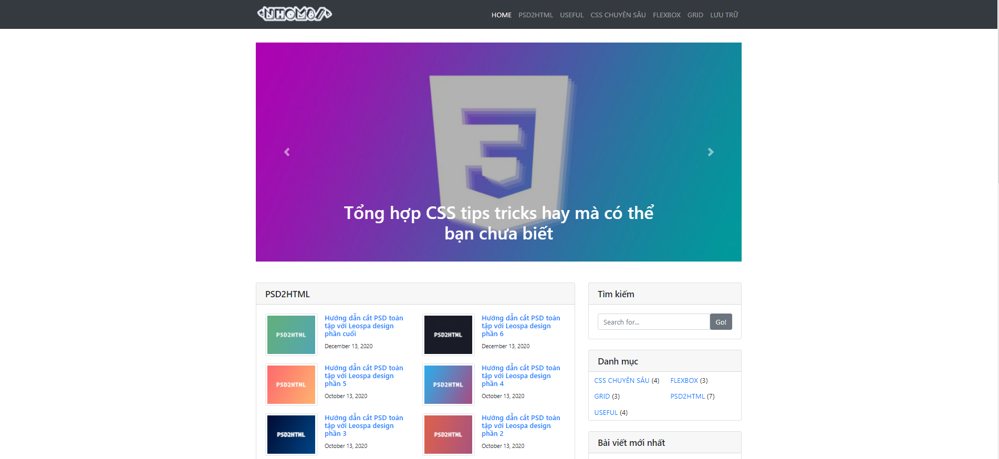 <NHOM8/>
HOME PSD2HTML USEFUL CSS CHUYÊN SÂU FLEXBOX GRID LƯU TRỮ
Tổng hợp CSS tips tricks hay mà có thể
bạn chưa biết
PSD2HTML
PSD2HTML
Hướng dẫn cắt PSD toàn
tập với Leospa design
phần cuối
December 13, 2020
PSD2HTML
Hướng dẫn cắt PSD toàn
tập với Leospa design
phần 6
December 13, 2020
PSD2HTML
Hướng dẫn cắt PSD toàn
tập với Leospa design
phần 5
October 13, 2020
PSD2HTML
Hướng dẫn cắt PSD toàn
tập với Leospa design
phần 4
October 13, 2020
PSD2HTML
Hướng dẫn cắt PSD toàn
tập với Leospa design
phần 3
October 13, 2020
PSD2HTML
Hướng dẫn cắt PSD toàn
tập với Leospa design
phần 2
October 13, 2020
Tìm kiếm
Search for... Go!
Danh mục
CSS CHUYÊN SÂU (4) FLEXBOX (3)
GRID (3) PSD2HTML (7)
USEFUL (4)
Bài viết mới nhất